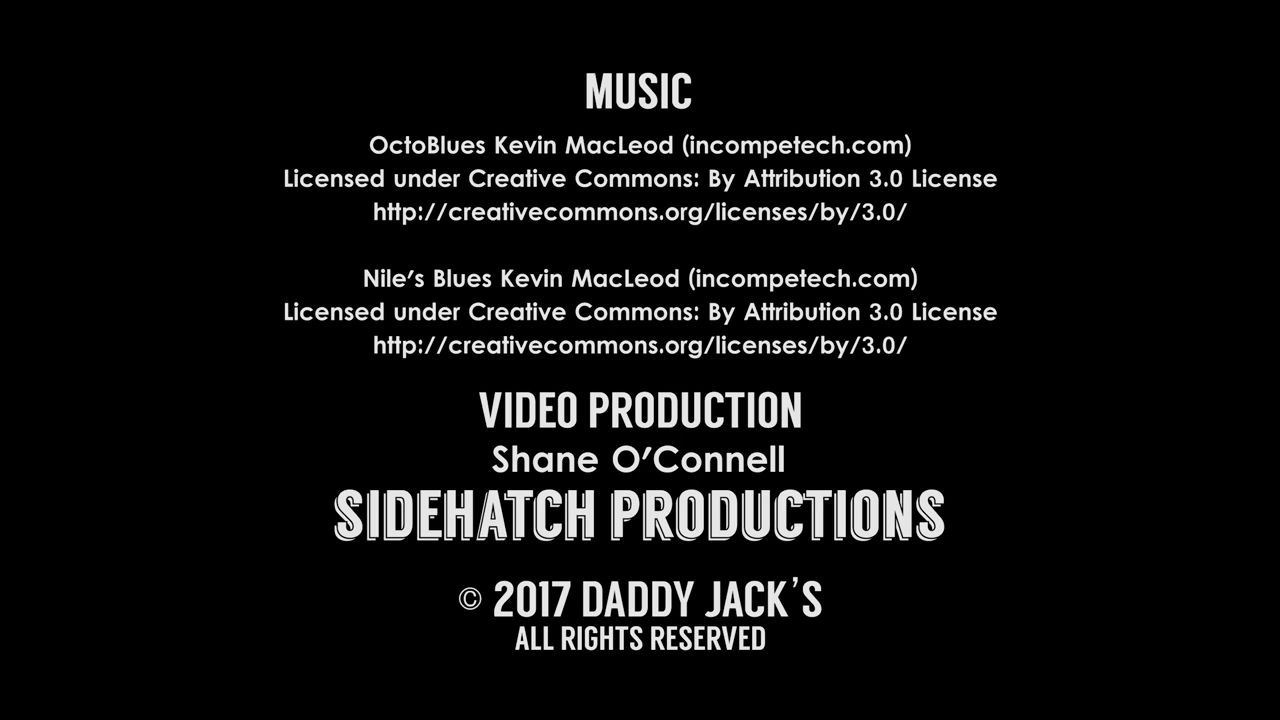 MUSIC
OctoBlues Kevin MacLeod (incompetech.com)
Licensed under Creative Commons: By Attribution 3.0 License
http://creativecommons.org/licenses/by/3.0/
Nile's Blues Kevin MacLeod (incompetech.com)
Licensed under Creative Commons: By Attribution 3.0 License
http://creativecommons.org/licenses/by/3.0/
VIDEO PRODUCTION
Shane O'Connell
SIDEHATCH PRODUCTIONS
© 2017 DADDY JACK'S
ALL RIGHTS RESERVED